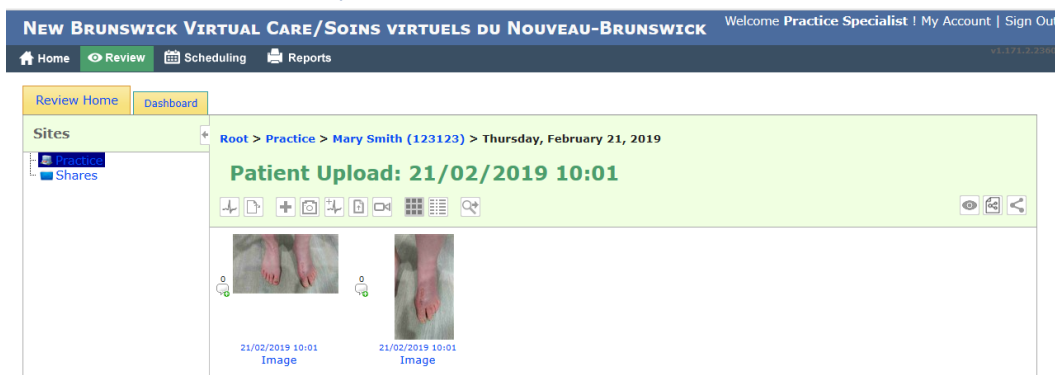 New Brunswick Virtual Care/Soins virtuels du Nouveau-Brunswick
Welcome Practice Specialist ! My Account | Sign Out
Home Review Scheduling Reports
Review Home Dashboard
Sites
Root > Practice > Mary Smith (123123) > Thursday, February 21, 2019
Practice
Shares
Patient Upload: 21/02/2019 10:01
0 0
21/02/2019 10:01 21/02/2019 10:01
Image Image